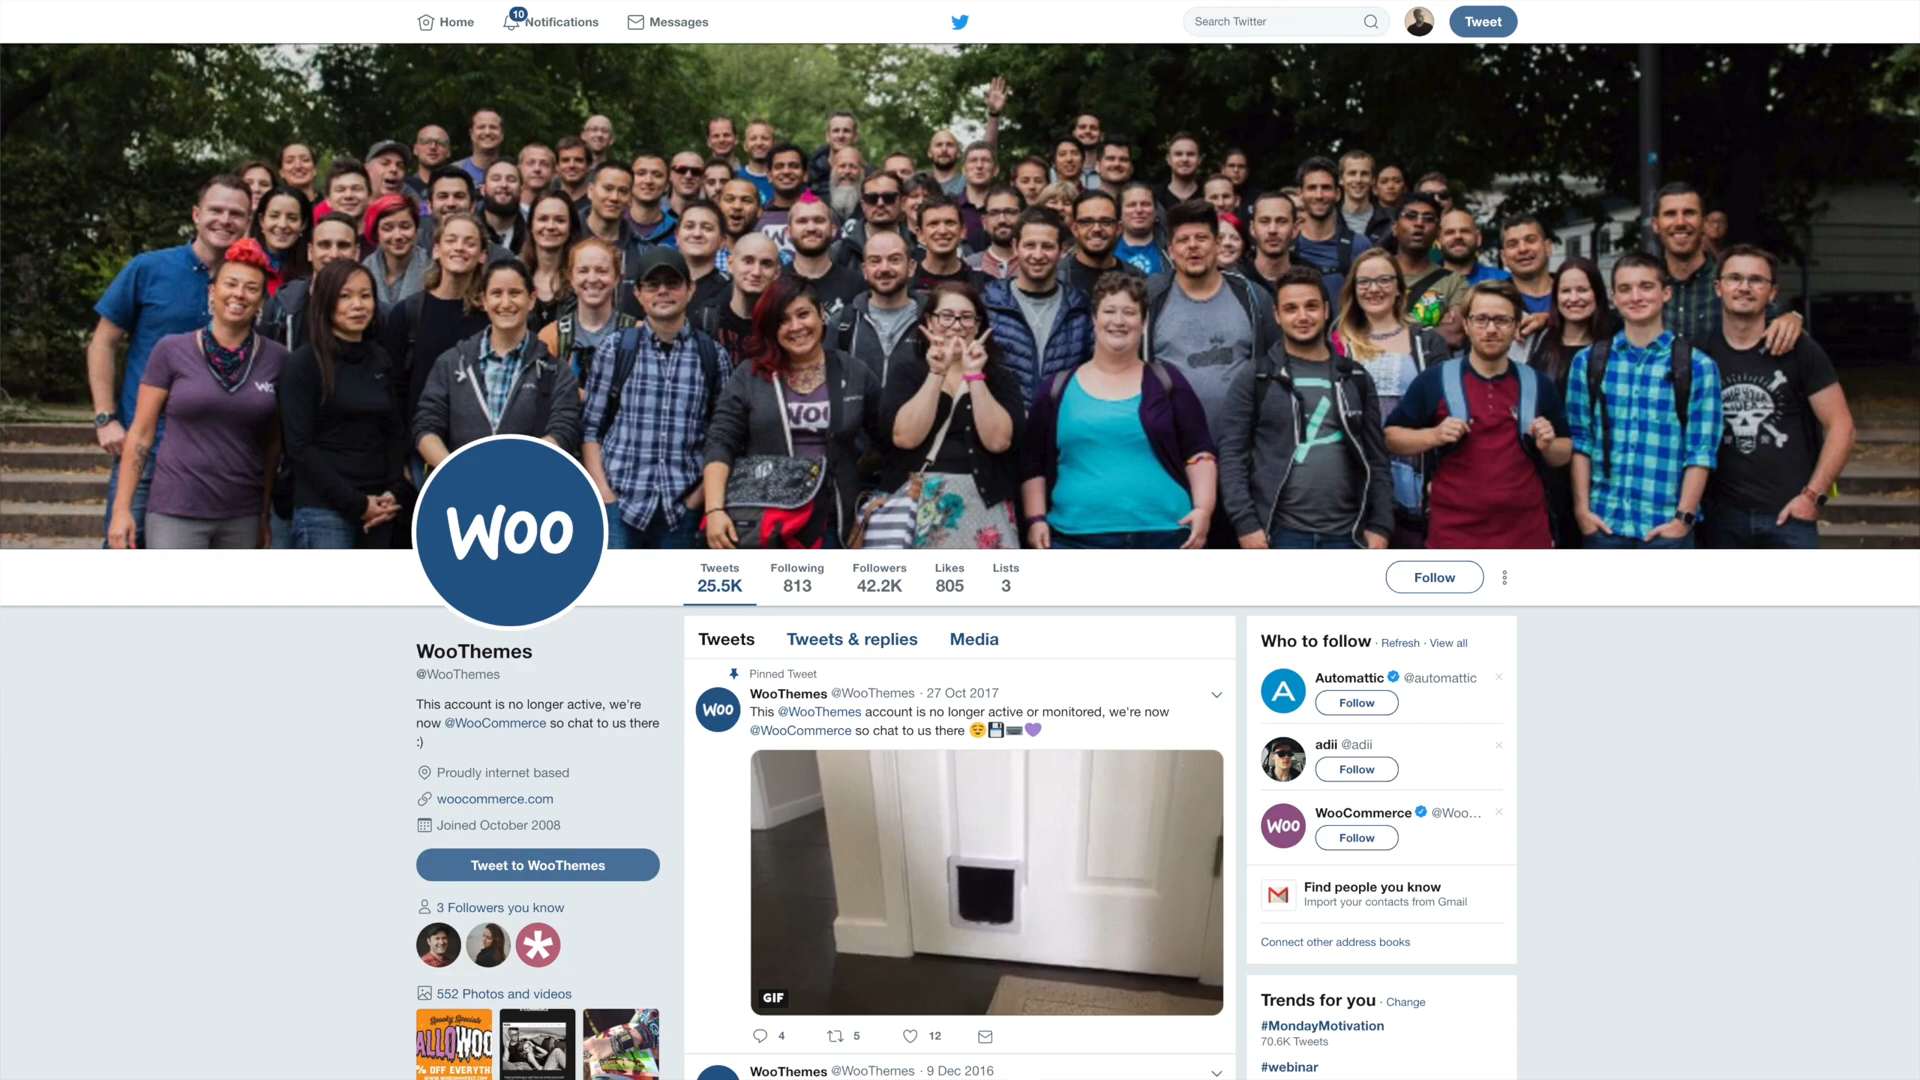 Home
10
Notifications
Messages
Search Twitter
Tweet
WOO
Tweets
25.5K
Following
813
Followers
42.2K
Likes
805
Lists
3
Follow
WooThemes
@WooThemes
This account is no longer active, we're
now @WooCommerce so chat to us there
:)
Proudly internet based
woocommerce.com
Joined October 2008
Tweet to WooThemes
3 Followers you know
552 Photos and videos
Spooky Specials
% OFF EVERYTH
Tweets
Tweets & replies
Media
Pinned Tweet
WOO
WooThemes @WooThemes · 27 Oct 2017
This @WooThemes account is no longer active or monitored, we're now
@WooCommerce so chat to us there 😌💾⌨️💜
GIF
4
5
12
WooThemes @WooThemes · 9 Dec 2016
Who to follow · Refresh · View all
Automattic @automattic
Follow
adii @adii
Follow
WOO
WooCommerce @Woo...
Follow
Find people you know
Import your contacts from Gmail
Connect other address books
Trends for you · Change
#MondayMotivation
70.6K Tweets
#webinar